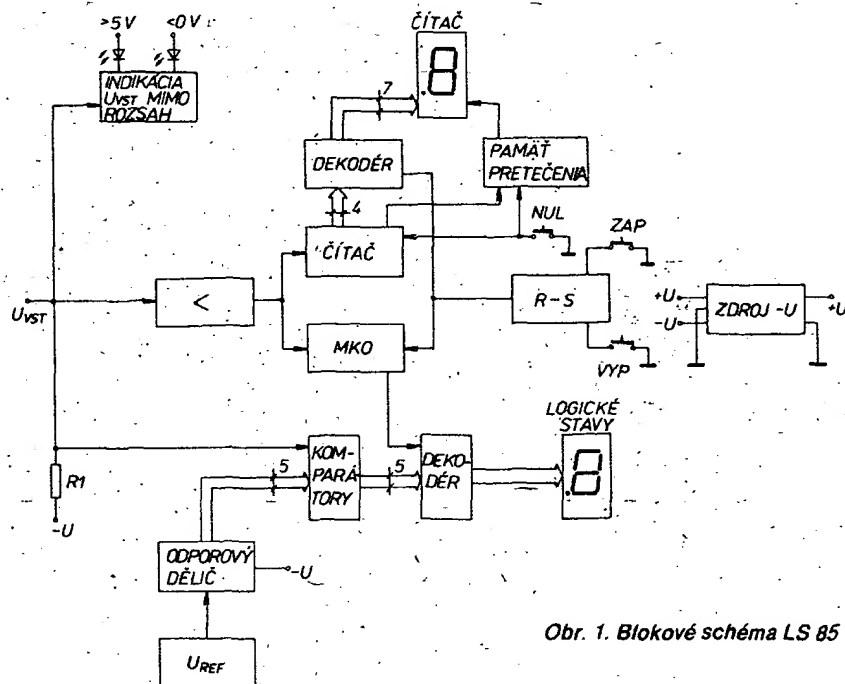 >5V
<0V
INDIKÁCIA
UVST MIMO
ROZSAH
ČÍTAČ
8
7
DEKODÉR
PAMÄŤ
PRETEČENIA
4
NUL
ZAP
ČÍTAČ
UVST
<
R-S
+U
-U
ZDROJ -U
+U
MKO
VYP
LOGICKÉ
STAVY
R1
-U
5
KOM-
PARÁ
TORY
5
DEKO-
DÉR
8
ODPOROVÝ
DĚLIČ
-U
UREF
Obr. 1. Blokové schéma LS 85